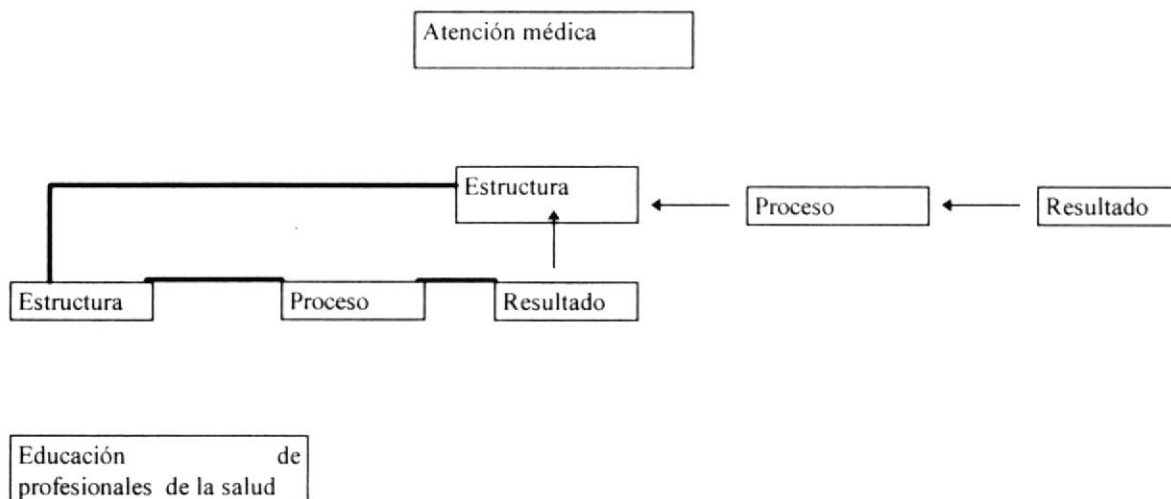 Atención médica
Estructura
Proceso
Resultado
Estructura
Proceso
Resultado
Educación de
profesionales de la salud